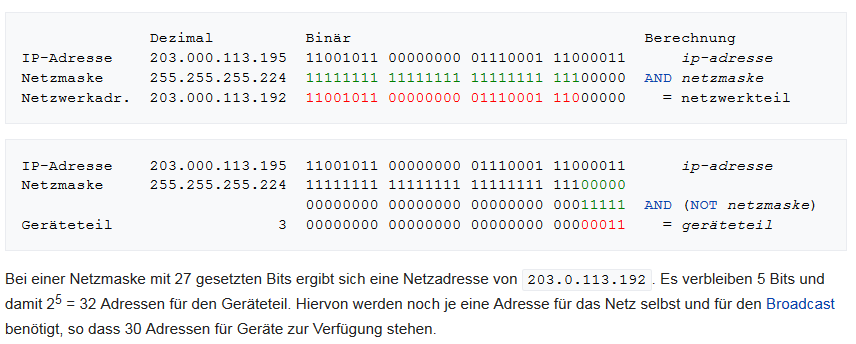 Dezimal Binär Berechnung
IP-Adresse 203.000.113.195 11001011 00000000 01110001 11000011 ip-adresse
Netzmaske 255.255.255.224 11111111 11111111 11111111 11100000 AND netzmaske
Netzwerkadr. 203.000.113.192 11001011 00000000 01110001 11000000 = netzwerkteil
IP-Adresse 203.000.113.195 11001011 00000000 01110001 11000011 ip-adresse
Netzmaske 255.255.255.224 11111111 11111111 11111111 11100000
00000000 00000000 00000000 00011111 AND (NOT netzmaske)
Geräteteil 3 00000000 00000000 00000000 00000011 = geräteteil
Bei einer Netzmaske mit 27 gesetzten Bits ergibt sich eine Netzadresse von 203.0.113.192. Es verbleiben 5 Bits und
damit 2⁵ = 32 Adressen für den Geräteteil. Hiervon werden noch je eine Adresse für das Netz selbst und für den Broadcast
benötigt, so dass 30 Adressen für Geräte zur Verfügung stehen.